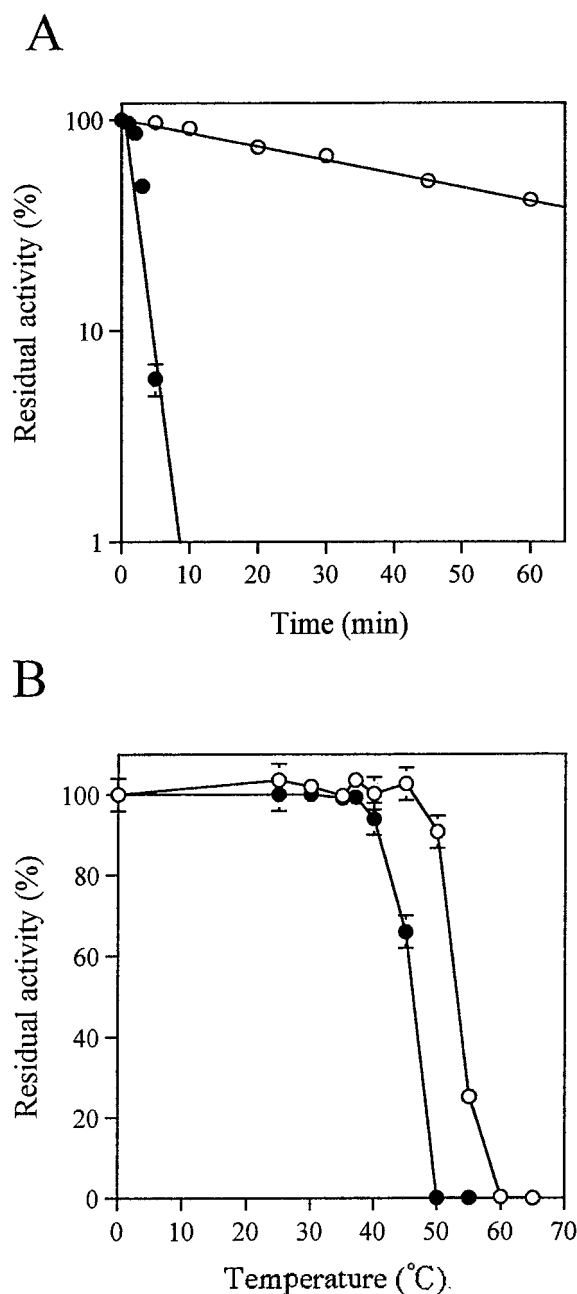 A
100
10
1
Residual activity (%)
0 10 20 30 40 50 60
Time (min)
B
100
80
60
40
20
0
Residual activity (%)
0 10 20 30 40 50 60 70
Temperature (°C).